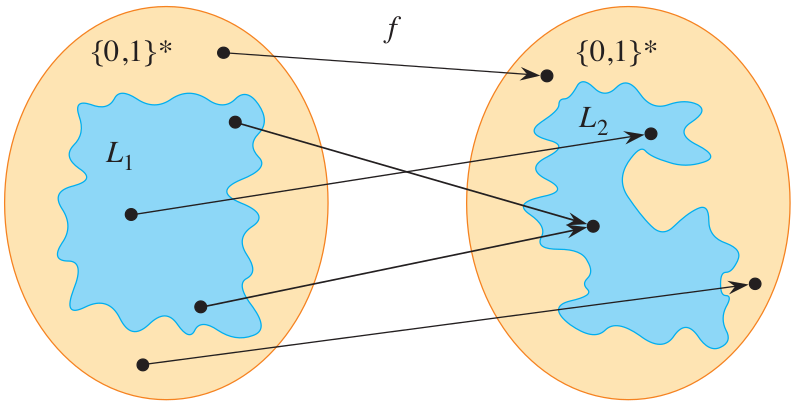 f
{0,1}*
{0,1}*
L₁
L₂